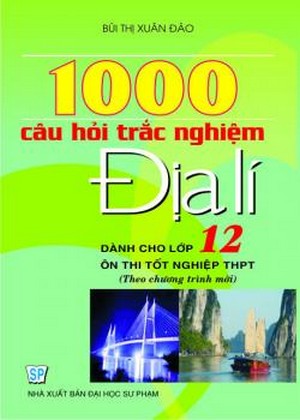 BÙI THỊ XUÂN ĐÀO
1000
câu hỏi trắc nghiệm
Địa lí
DÀNH CHO LỚP 12
ÔN THI TỐT NGHIỆP THPT
(Theo chương trình mới)
SP
NHÀ XUẤT BẢN ĐẠI HỌC SƯ PHẠM